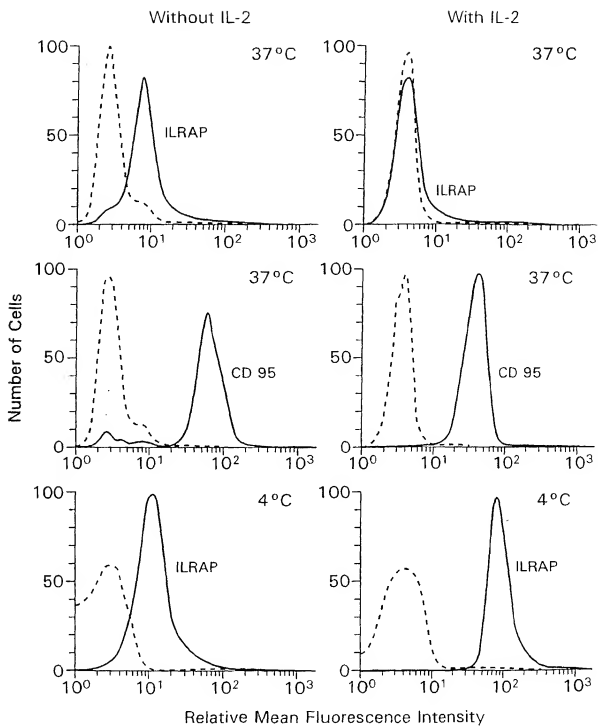 Without IL-2
With IL-2
Number of Cells
100
50
0
10⁰ 10¹ 10² 10³
37°C
ILRAP
100
50
0
10⁰ 10¹ 10² 10³
37°C
ILRAP
100
50
0
10⁰ 10¹ 10² 10³
37°C
CD 95
100
50
0
10⁰ 10¹ 10² 10³
37°C
CD 95
100
50
0
10⁰ 10¹ 10² 10³
4°C
ILRAP
100
50
0
10⁰ 10¹ 10² 10³
4°C
ILRAP
Relative Mean Fluorescence Intensity